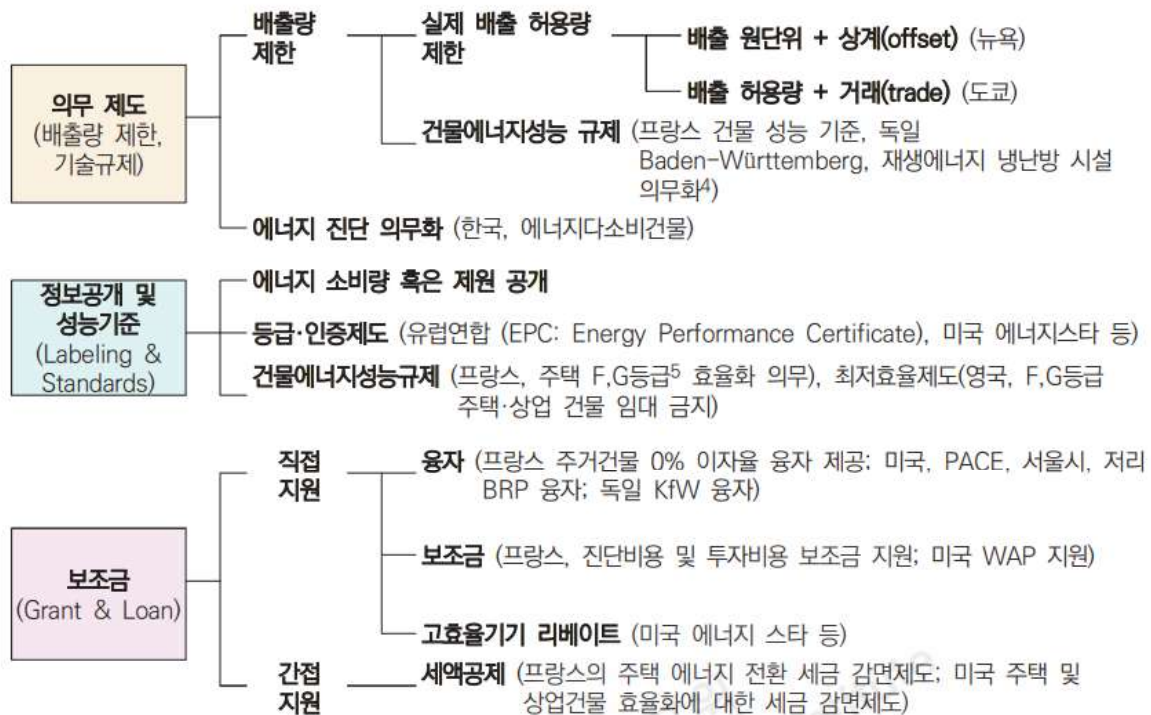 배출량
제한
실제 배출 허용량
제한
배출 원단위 + 상계(offset) (뉴욕)
배출 허용량 + 거래(trade) (도쿄)
의무 제도
(배출량 제한,
기술규제)
건물에너지성능 규제 (프랑스 건물 성능 기준, 독일
Baden-Württemberg, 재생에너지 냉난방 시설
의무화4)
에너지 진단 의무화 (한국, 에너지다소비건물)
정보공개 및
성능기준
(Labeling &
Standards)
에너지 소비량 혹은 제원 공개
등급·인증제도 (유럽연합 (EPC: Energy Performance Certificate), 미국 에너지스타 등)
건물에너지성능규제 (프랑스, 주택 F,G등급5 효율화 의무), 최저효율제도(영국, F,G등급
주택·상업 건물 임대 금지)
직접
지원
융자 (프랑스 주거건물 0% 이자율 융자 제공; 미국, PACE, 서울시, 저리
BRP 융자; 독일 KfW 융자)
보조금
(Grant & Loan)
보조금 (프랑스, 진단비용 및 투자비용 보조금 지원; 미국 WAP 지원)
고효율기기 리베이트 (미국 에너지 스타 등)
간접
지원
세액공제 (프랑스의 주택 에너지 전환 세금 감면제도; 미국 주택 및
상업건물 효율화에 대한 세금 감면제도)